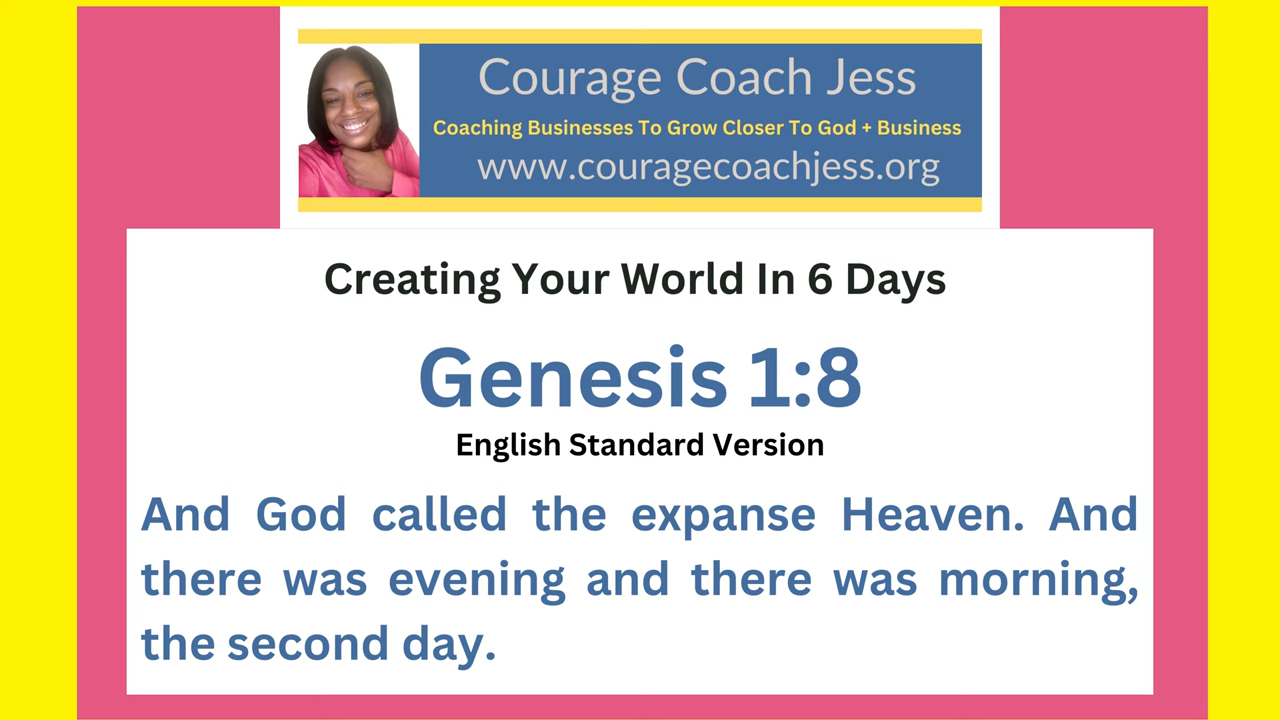 Courage Coach Jess
Coaching Businesses To Grow Closer To God + Business
www.couragecoachjess.org
Creating Your World In 6 Days
Genesis 1:8
English Standard Version
And God called the expanse Heaven. And
there was evening and there was morning,
the second day.